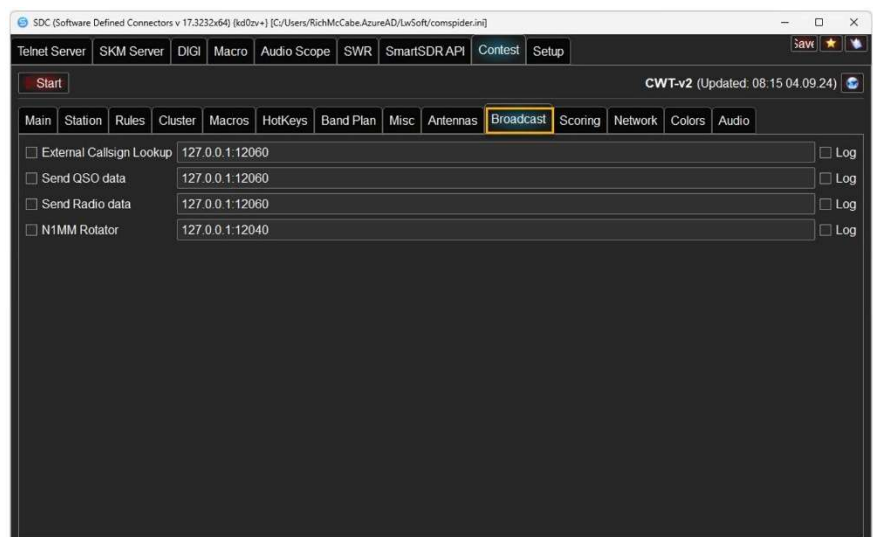 SDC (Software Defined Connectors v 17.3232x64) {kd0zv+} [C:/Users/RichMcCabe.AzureAD/LwSoft/comspider.ini]
Telnet Server SKM Server DIGI Macro Audio Scope SWR SmartSDR API Contest Setup Save
Start CWT-v2 (Updated: 08:15 04.09.24)
Main Station Rules Cluster Macros HotKeys Band Plan Misc Antennas Broadcast Scoring Network Colors Audio
External Callsign Lookup 127.0.0.1:12060 Log
Send QSO data 127.0.0.1:12060 Log
Send Radio data 127.0.0.1:12060 Log
N1MM Rotator 127.0.0.1:12040 Log